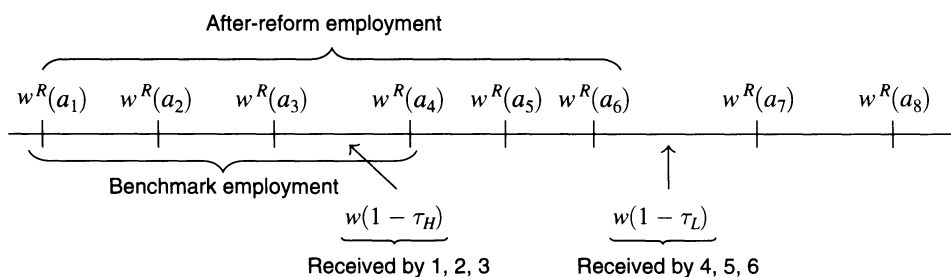 After-reform employment
w^R(a_1) w^R(a_2) w^R(a_3) w^R(a_4) w^R(a_5) w^R(a_6) w^R(a_7) w^R(a_8)
Benchmark employment
w(1 − τ_H) w(1 − τ_L)
Received by 1, 2, 3 Received by 4, 5, 6